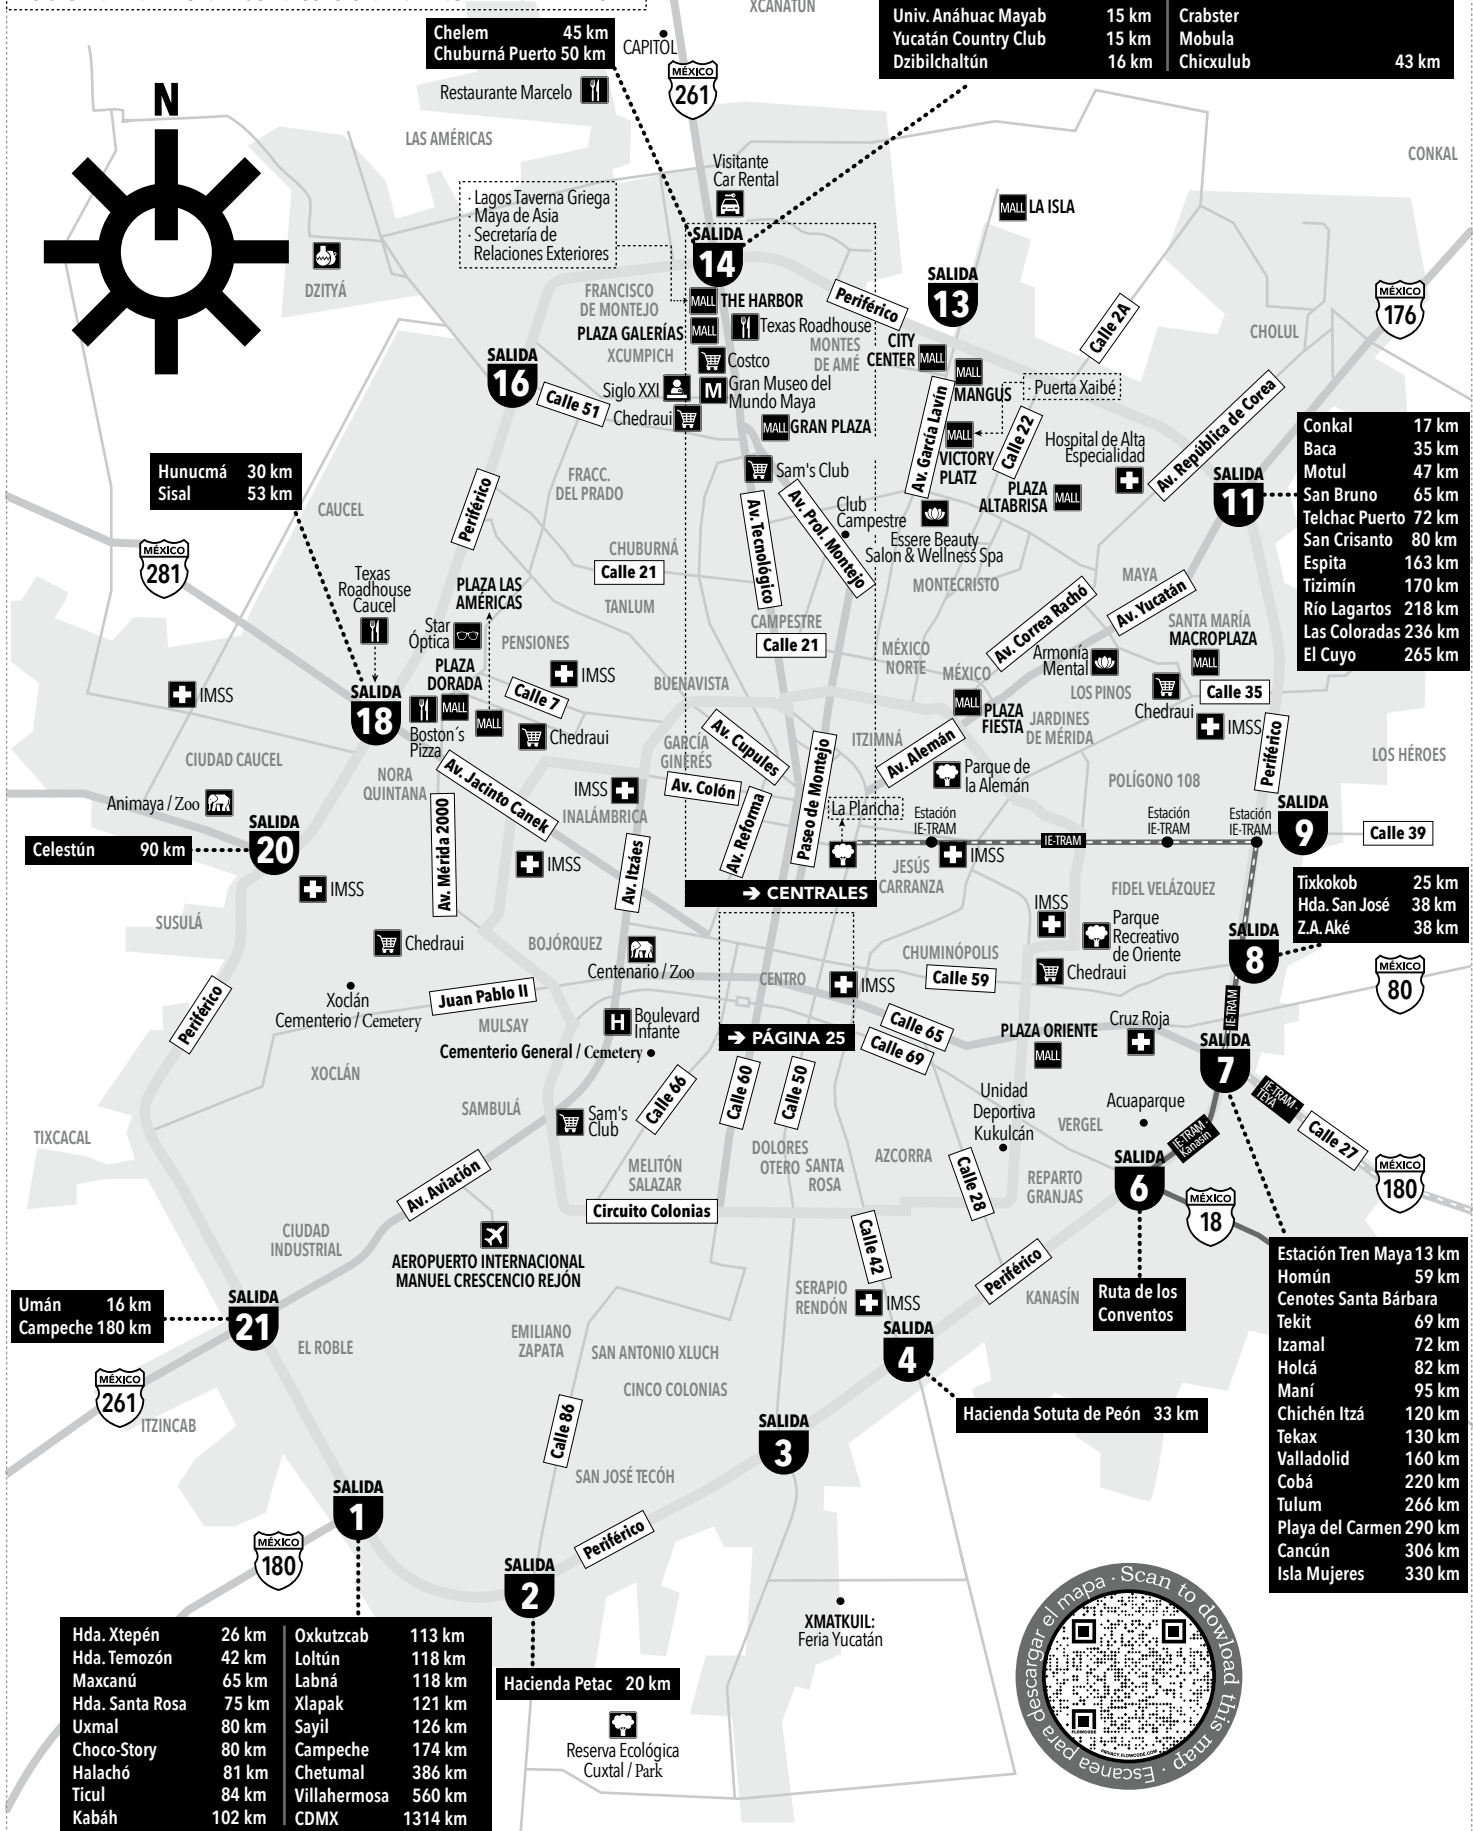 XCANATÚN
Chelem 45 km
Chuburná Puerto 50 km
CAPITOL
MÉXICO
261
Univ. Anáhuac Mayab 15 km
Yucatán Country Club 15 km
Dzibilchaltún 16 km
Crabster
Mobula
Chicxulub 43 km
N
Restaurante Marcelo
LAS AMÉRICAS
CONKAL
Visitante
Car Rental
· Lagos Taverna Griega
· Maya de Asia
· Secretaría de
Relaciones Exteriores
MALL LA ISLA
SALIDA
14
DZITYÁ
FRANCISCO
DE MONTEJO
MALL THE HARBOR
Periférico
SALIDA
13
MÉXICO
176
Calle 2A
CHOLUL
PLAZA GALERÍAS MALL
Texas Roadhouse
MONTES
DE AMÉ
CITY
CENTER MALL
XCUMPICH
Costco
SALIDA
16
Calle 51
Siglo XXI
M Gran Museo del
Mundo Maya
MALL
MANGUS
· Puerta Xaibé
Chedraui
MALL GRAN PLAZA
Av. García Lavín
MALL
VICTORY
PLATZ
Calle 22
Hospital de Alta
Especialidad
Av. República de Corea
Conkal 17 km
Baca 35 km
Motul 47 km
San Bruno 65 km
Telchac Puerto 72 km
San Crisanto 80 km
Espita 163 km
Tizimín 170 km
Río Lagartos 218 km
Las Coloradas 236 km
El Cuyo 265 km
SALIDA
11
Hunucmá 30 km
Sisal 53 km
CAUCEL
Periférico
FRACC.
DEL PRADO
Sam's Club
Av. Tecnológico
Av. Prol. Montejo
Club
Campestre
PLAZA
ALTABRISA MALL
Essere Beauty
Salon & Wellness Spa
MÉXICO
281
CHUBURNÁ
Calle 21
TANLUM
MONTECRISTO
MAYA
Texas
Roadhouse
Caucel
PLAZA LAS
AMÉRICAS
Star
Óptica
PENSIONES
CAMPESTRE
Calle 21
Av. Correa Rachó
Av. Yucatán
SANTA MARÍA
MACROPLAZA
MALL
MÉXICO
NORTE
MÉXICO
Armonía
Mental
LOS PINOS
IMSS
PLAZA
DORADA
MALL
IMSS
Calle 7
BUENAVISTA
Chedraui
Calle 35
SALIDA
18
Boston´s
Pizza
MALL
Chedraui
MALL PLAZA
FIESTA
JARDINES
DE MÉRIDA
IMSS
Periférico
CIUDAD CAUCEL
NORA
QUINTANA
Av. Jacinto Canek
GARCÍA
GINERÉS
Av. Cupules
Paseo de Montejo
ITZIMNÁ
Av. Alemán
LOS HÉROES
Animaya / Zoo
Av. Mérida 2000
IMSS
INALÁMBRICA
Av. Colón
Av. Reforma
Parque de
la Alemán
POLÍGONO 108
La Plancha
Estación
IE-TRAM
IE-TRAM
Estación
IE-TRAM
Estación
IE-TRAM
SALIDA
9
Calle 39
Celestún 90 km
SALIDA
20
IMSS
IMSS
Av. Itzáes
IMSS
JESÚS
CARRANZA
→ CENTRALES
FIDEL VELÁZQUEZ
Tixkokob 25 km
Hda. San José 38 km
Z.A. Aké 38 km
SUSULÁ
Chedraui
BOJÓRQUEZ
Centenario / Zoo
IMSS
Parque
Recreativo
de Oriente
SALIDA
8
CHUMINÓPOLIS
Calle 59
Chedraui
CENTRO
IMSS
MÉXICO
80
Periférico
Xoclán
Cementerio / Cemetery
Juan Pablo II
MULSAY
H Boulevard
Infante
→ PÁGINA 25
Calle 65
Calle 69
Cementerio General / Cemetery
PLAZA ORIENTE
MALL
Cruz Roja
IE-TRAM
SALIDA
7
XOCLÁN
SAMBULÁ
Sam's
Club
Calle 66
Calle 60
Calle 50
Unidad
Deportiva
Kukulcán
Acuaparque
VERGEL
IE-TRAM -
TEYA
IE-TRAM -
Kanasín
Calle 27
TIXCACAL
DOLORES
OTERO
SANTA
ROSA
AZCORRA
MELITÓN
SALAZAR
Av. Aviación
Calle 28
REPARTO
GRANJAS
SALIDA
6
MÉXICO
180
MÉXICO
18
Circuito Colonias
CIUDAD
INDUSTRIAL
AEROPUERTO INTERNACIONAL
MANUEL CRESCENCIO REJÓN
Calle 42
Periférico
SERAPIO
RENDÓN
IMSS
KANASÍN
Ruta de los
Conventos
Estación Tren Maya 13 km
Homún 59 km
Cenotes Santa Bárbara
Tekit 69 km
Izamal 72 km
Holcá 82 km
Maní 95 km
Chichén Itzá 120 km
Tekax 130 km
Valladolid 160 km
Cobá 220 km
Tulum 266 km
Playa del Carmen 290 km
Cancún 306 km
Isla Mujeres 330 km
Umán 16 km
Campeche 180 km
SALIDA
21
EL ROBLE
EMILIANO
ZAPATA
SAN ANTONIO XLUCH
SALIDA
4
MÉXICO
261
ITZINCAB
CINCO COLONIAS
Hacienda Sotuta de Peón 33 km
Calle 86
SALIDA
3
SAN JOSÉ TECÓH
SALIDA
1
MÉXICO
180
Periférico
SALIDA
2
XMATKUIL:
Feria Yucatán
Hda. Xtepén 26 km
Hda. Temozón 42 km
Maxcanú 65 km
Hda. Santa Rosa 75 km
Uxmal 80 km
Choco-Story 80 km
Halachó 81 km
Ticul 84 km
Kabáh 102 km
Oxkutzcab 113 km
Loltún 118 km
Labná 118 km
Xlapak 121 km
Sayil 126 km
Campeche 174 km
Chetumal 386 km
Villahermosa 560 km
CDMX 1314 km
Hacienda Petac 20 km
Reserva Ecológica
Cuxtal / Park
Scan to dowload this map · Escanea para descargar el mapa ·
FLOWCODE
PRIVACY.FLOWCODE.COM